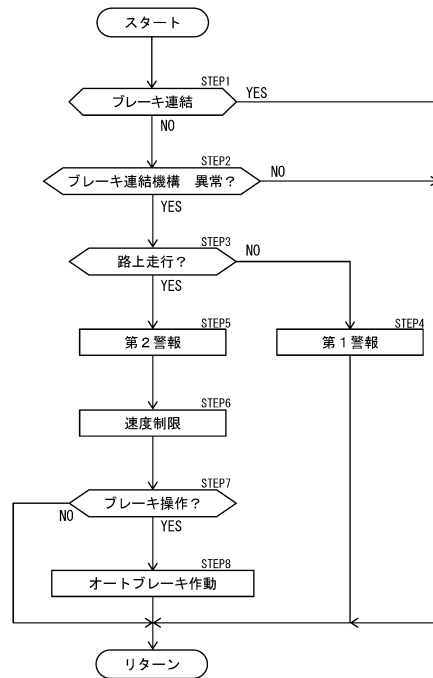 スタート
STEP1
ブレーキ連結
YES
NO
STEP2
ブレーキ連結機構　異常？
NO
YES
STEP3
路上走行？
NO
YES
STEP5
第２警報
STEP4
第１警報
STEP6
速度制限
STEP7
ブレーキ操作？
NO
YES
STEP8
オートブレーキ作動
リターン